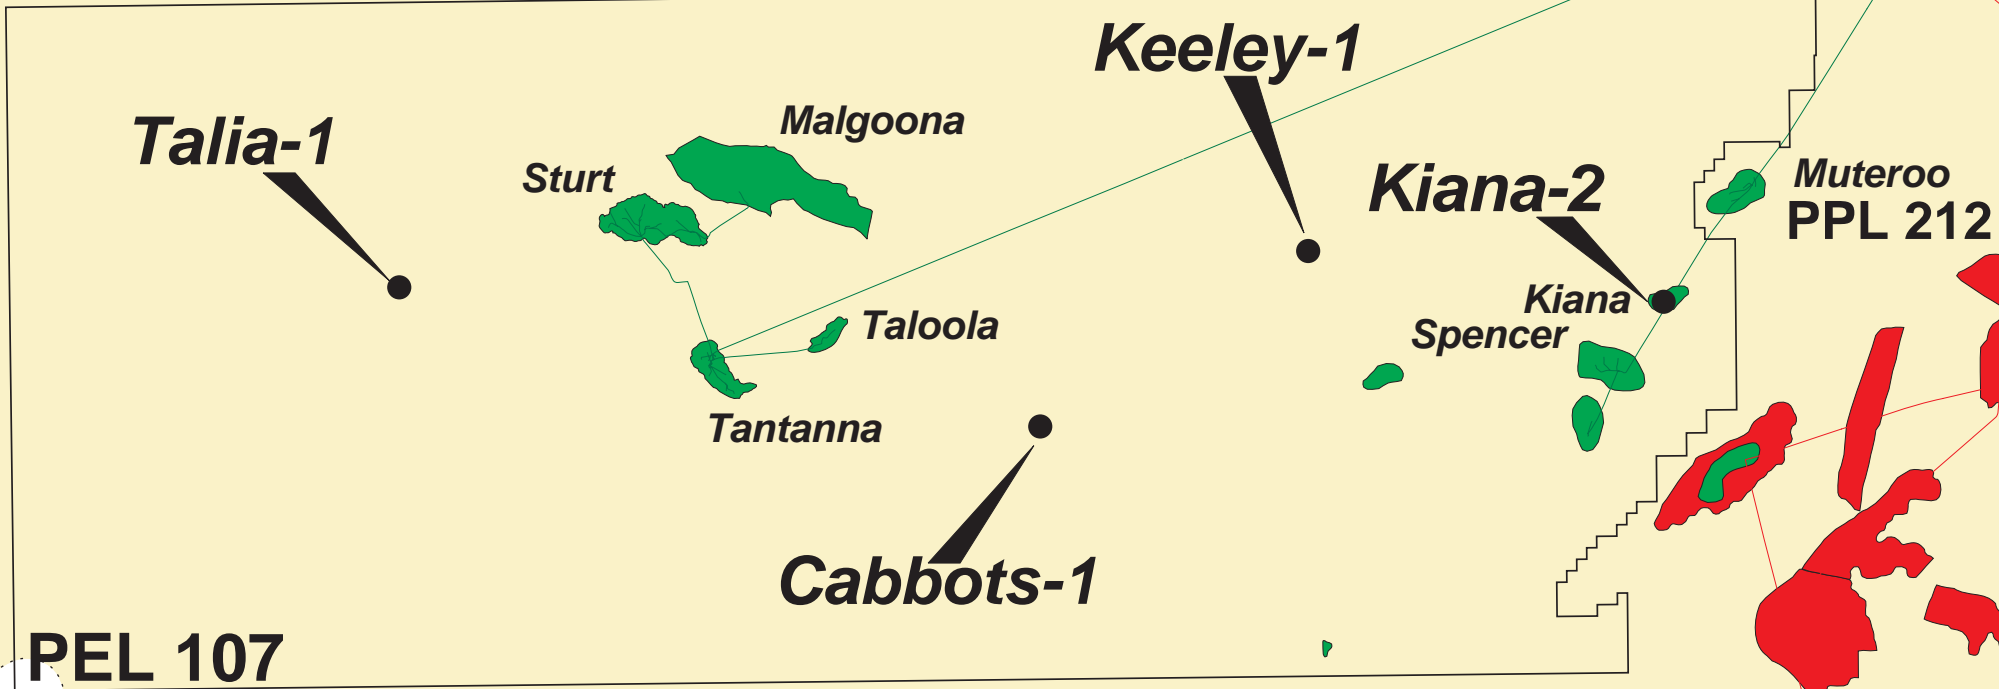 Keeley-1
Talia-1
Malgoona
Sturt
Kiana-2
Muteroo
PPL 212
Kiana
Taloola
Spencer
Tantanna
Cabbots-1
PEL 107